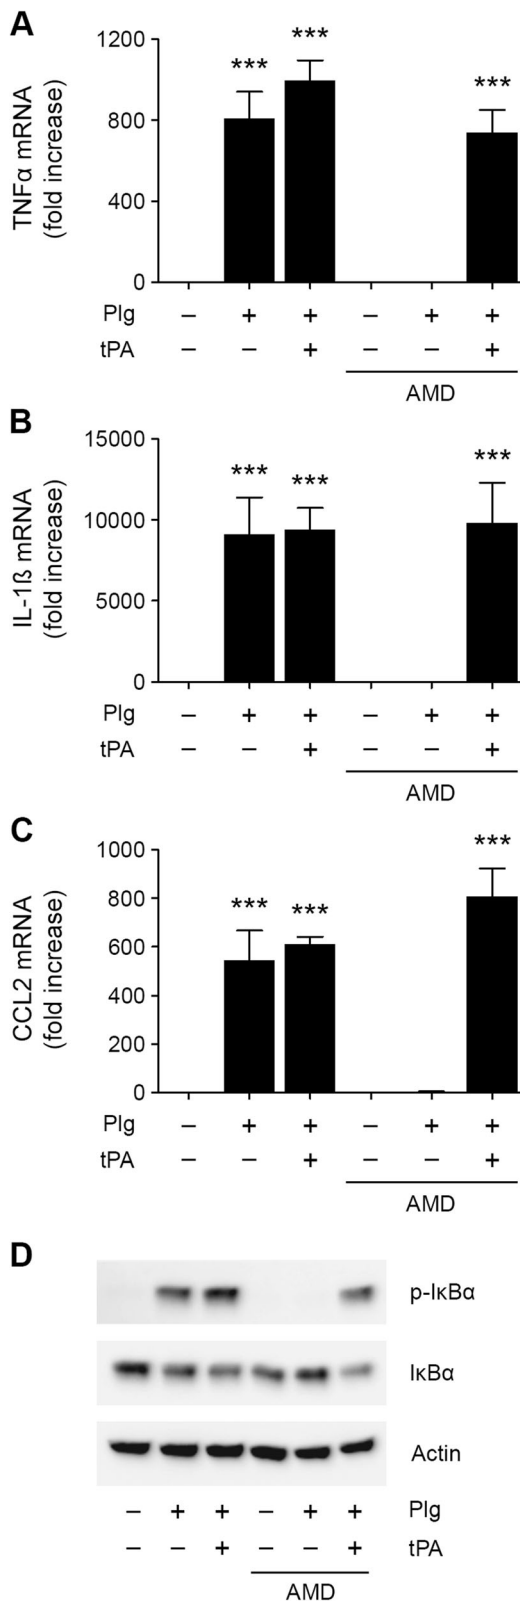 A
TNFα mRNA
(fold increase)
1200
800
400
0
*** *** ***
Plg – + + – + +
tPA – – + – – +
AMD
B
IL-1ß mRNA
(fold increase)
15000
10000
5000
0
*** *** ***
Plg – + + – + +
tPA – – + – – +
AMD
C
CCL2 mRNA
(fold increase)
1000
800
600
400
200
0
*** *** ***
Plg – + + – + +
tPA – – + – – +
AMD
D
p-IκBα
IκBα
Actin
– + + – + + Plg
– – + – – + tPA
AMD